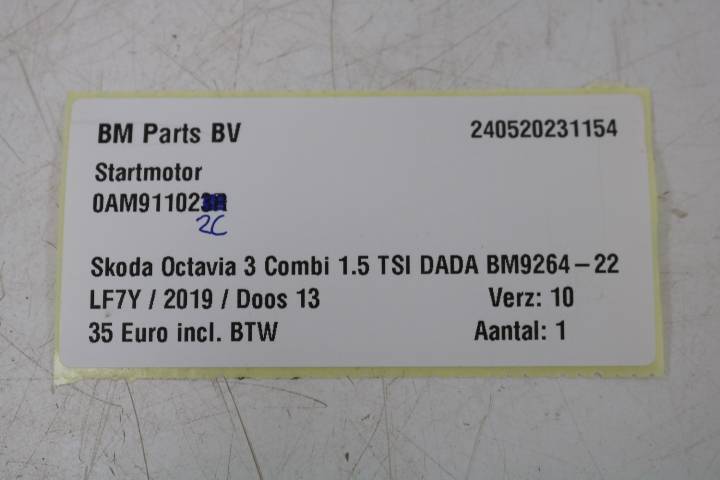 BM Parts BV 240520231154
Startmotor
0AM911023R
2C
Skoda Octavia 3 Combi 1.5 TSI DADA BM9264-22
LF7Y / 2019 / Doos 13 Verz: 10
35 Euro incl. BTW Aantal: 1